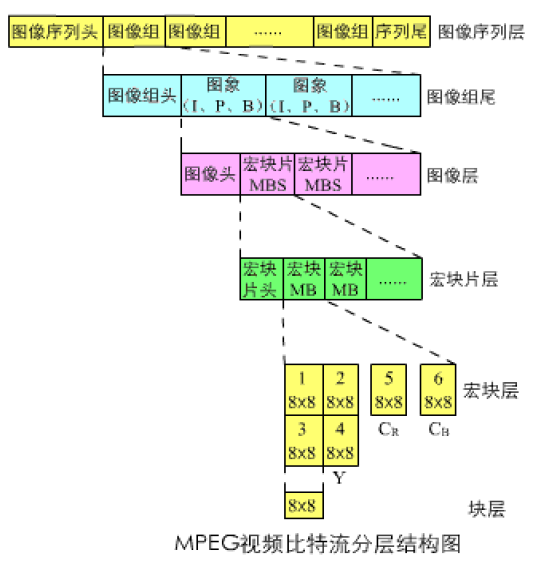 图像序列头 图像组 图像组 …… 图像组 序列尾 图像序列层
图像组头 图象 (I、P、B) 图象 (I、P、B) …… 图像组尾
图像头 宏块片 MBS 宏块片 MBS …… 图像层
宏块片头 宏块 MB 宏块 MB …… 宏块片层
1 8x8 2 8x8 5 8x8 6 8x8 宏块层
3 8x8 4 8x8 CR CB
Y
8x8 块层
MPEG视频比特流分层结构图